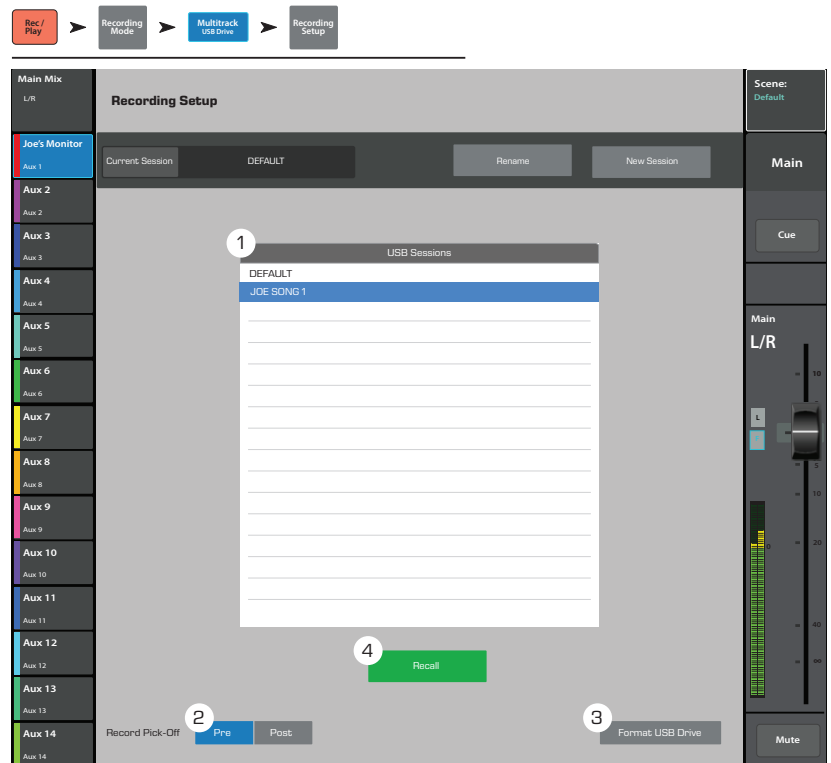 Rec / Play
Recording Mode
Multitrack USB Drive
Recording Setup
Main Mix
L/R
Joe's Monitor
Aux 1
Aux 2
Aux 2
Aux 3
Aux 3
Aux 4
Aux 4
Aux 5
Aux 5
Aux 6
Aux 6
Aux 7
Aux 7
Aux 8
Aux 8
Aux 9
Aux 9
Aux 10
Aux 10
Aux 11
Aux 11
Aux 12
Aux 12
Aux 13
Aux 13
Aux 14
Aux 14
Recording Setup
Current Session
DEFAULT
Rename
New Session
1
USB Sessions
DEFAULT
JOE SONG 1
4
Recall
Record Pick-Off
2
Pre
Post
3
Format USB Drive
Scene:
Default
Main
Cue
Main
L/R
10
L
5
10
0
20
40
∞
Mute